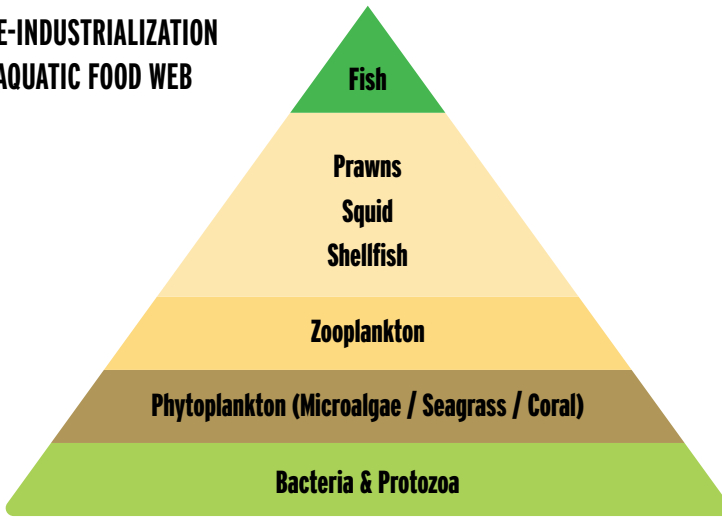 E-INDUSTRIALIZATION
AQUATIC FOOD WEB
Fish
Prawns
Squid
Shellfish
Zooplankton
Phytoplankton (Microalgae / Seagrass / Coral)
Bacteria & Protozoa